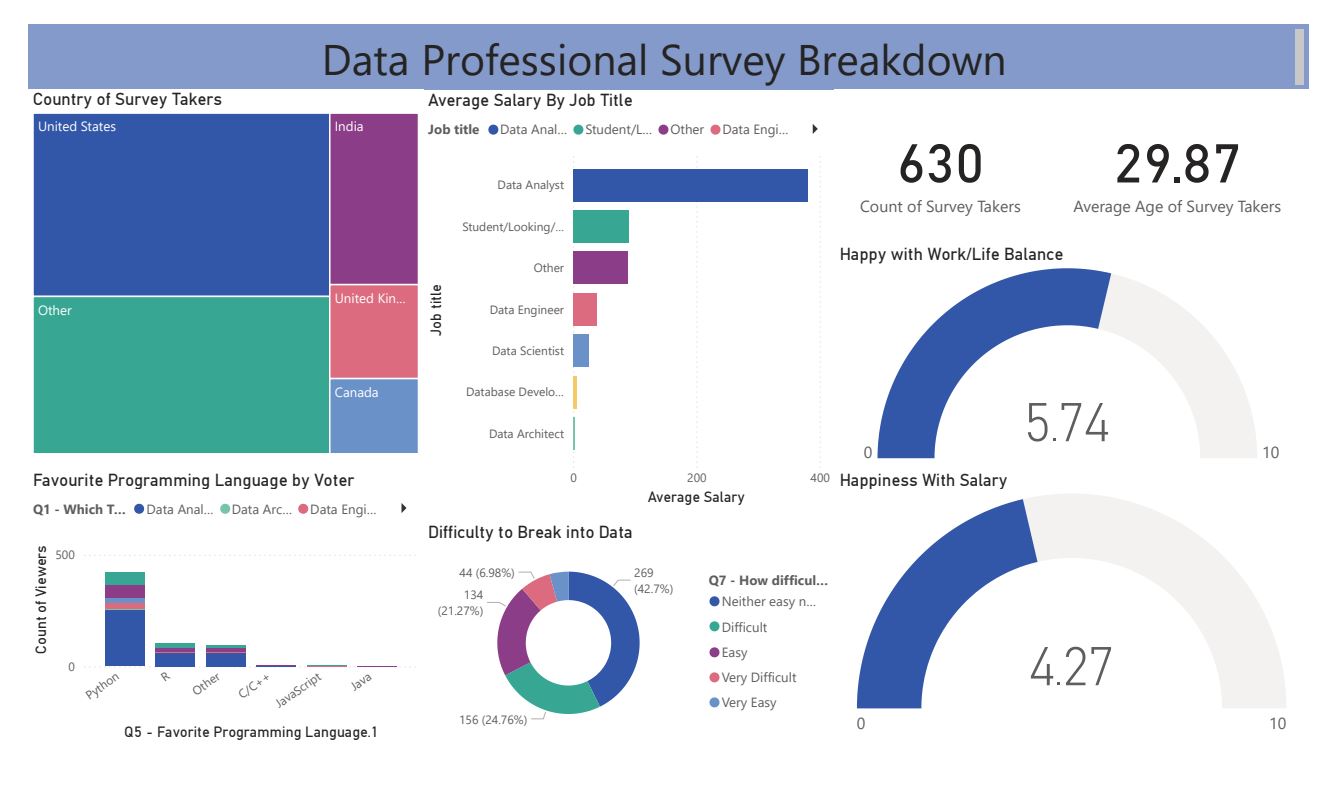 Data Professional Survey Breakdown
Country of Survey Takers
United States
India
Other
United Kin...
Canada
Average Salary By Job Title
Job title Data Anal... Student/L... Other Data Engi...
Job title
Data Analyst
Student/Looking/...
Other
Data Engineer
Data Scientist
Database Develo...
Data Architect
0 200 400
Average Salary
630
Count of Survey Takers
29.87
Average Age of Survey Takers
Happy with Work/Life Balance
5.74
0 10
Favourite Programming Language by Voter
Q1 - Which T... Data Anal... Data Arc... Data Engi...
Count of Viewers
500
0
Python R Other C/C++ JavaScript Java
Q5 - Favorite Programming Language.1
Difficulty to Break into Data
44 (6.98%)
134
(21.27%)
269
(42.7%)
156 (24.76%)
Q7 - How difficul...
Neither easy n...
Difficult
Easy
Very Difficult
Very Easy
Happiness With Salary
4.27
0 10